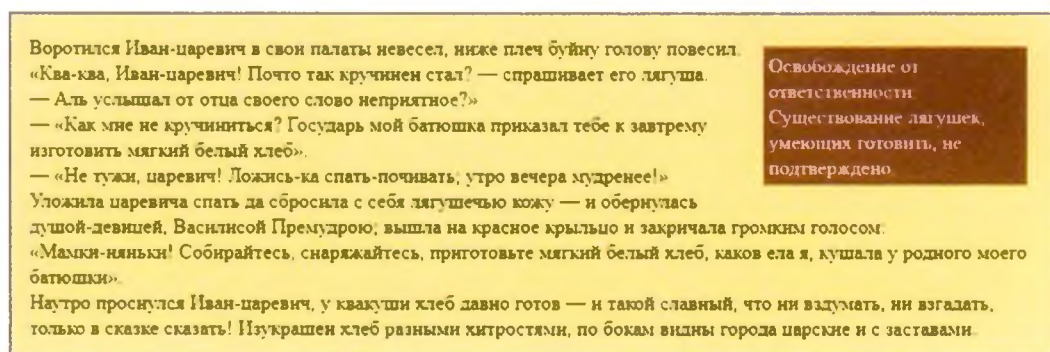 Воротился Иван-царевич в свои палаты невесел, ниже плеч буйну голову повесил.
«Ква-ква, Иван-царевич! Почто так кручинен стал? — спрашивает его лягуша.
— Аль услышал от отца своего слово неприятное?»
— «Как мне не кручиниться? Государь мой батюшка приказал тебе к завтрему
изготовить мягкий белый хлеб».
— «Не тужи, царевич! Ложись-ка спать-почивать, утро вечера мудренее!»
Уложила царевича спать да сбросила с себя лягушечью кожу — и обернулась
душой-девицей, Василисой Премудрою; вышла на красное крыльцо и закричала громким голосом:
«Мамки-няньки! Собирайтесь, снаряжайтесь, приготовьте мягкий белый хлеб, каков ела я, кушала у родного моего
батюшки».
Наутро проснулся Иван-царевич, у квакуши хлеб давно готов — и такой славный, что ни вздумать, ни взгадать,
только в сказке сказать! Изукрашен хлеб разными хитростями, по бокам видны города царские и с заставами.
Освобождение от
ответственности
Существование лягушек,
умеющих готовить, не
подтверждено